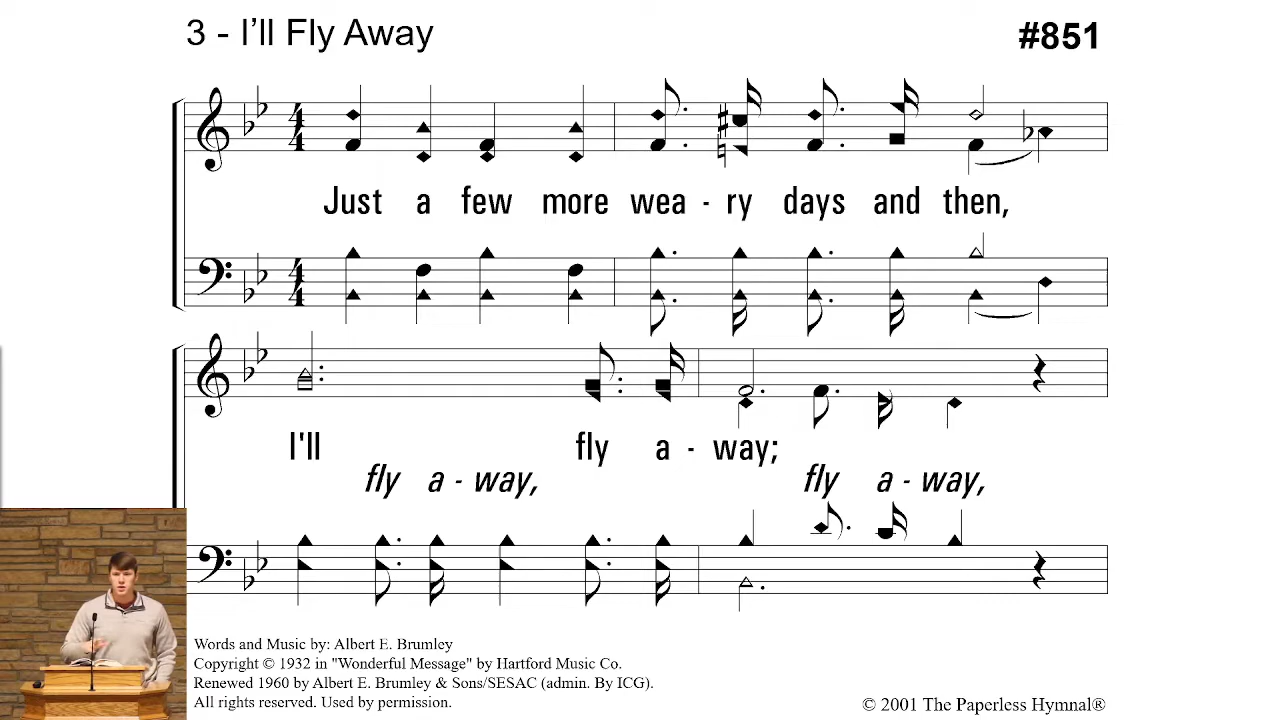 3 - I'll Fly Away
#851
Just a few more wea - ry days and then,
I'll fly a - way;
fly a - way, fly a - way,
Words and Music by: Albert E. Brumley
Copyright © 1932 in "Wonderful Message" by Hartford Music Co.
Renewed 1960 by Albert E. Brumley & Sons/SESAC (admin. By ICG).
All rights reserved. Used by permission.
© 2001 The Paperless Hymnal®